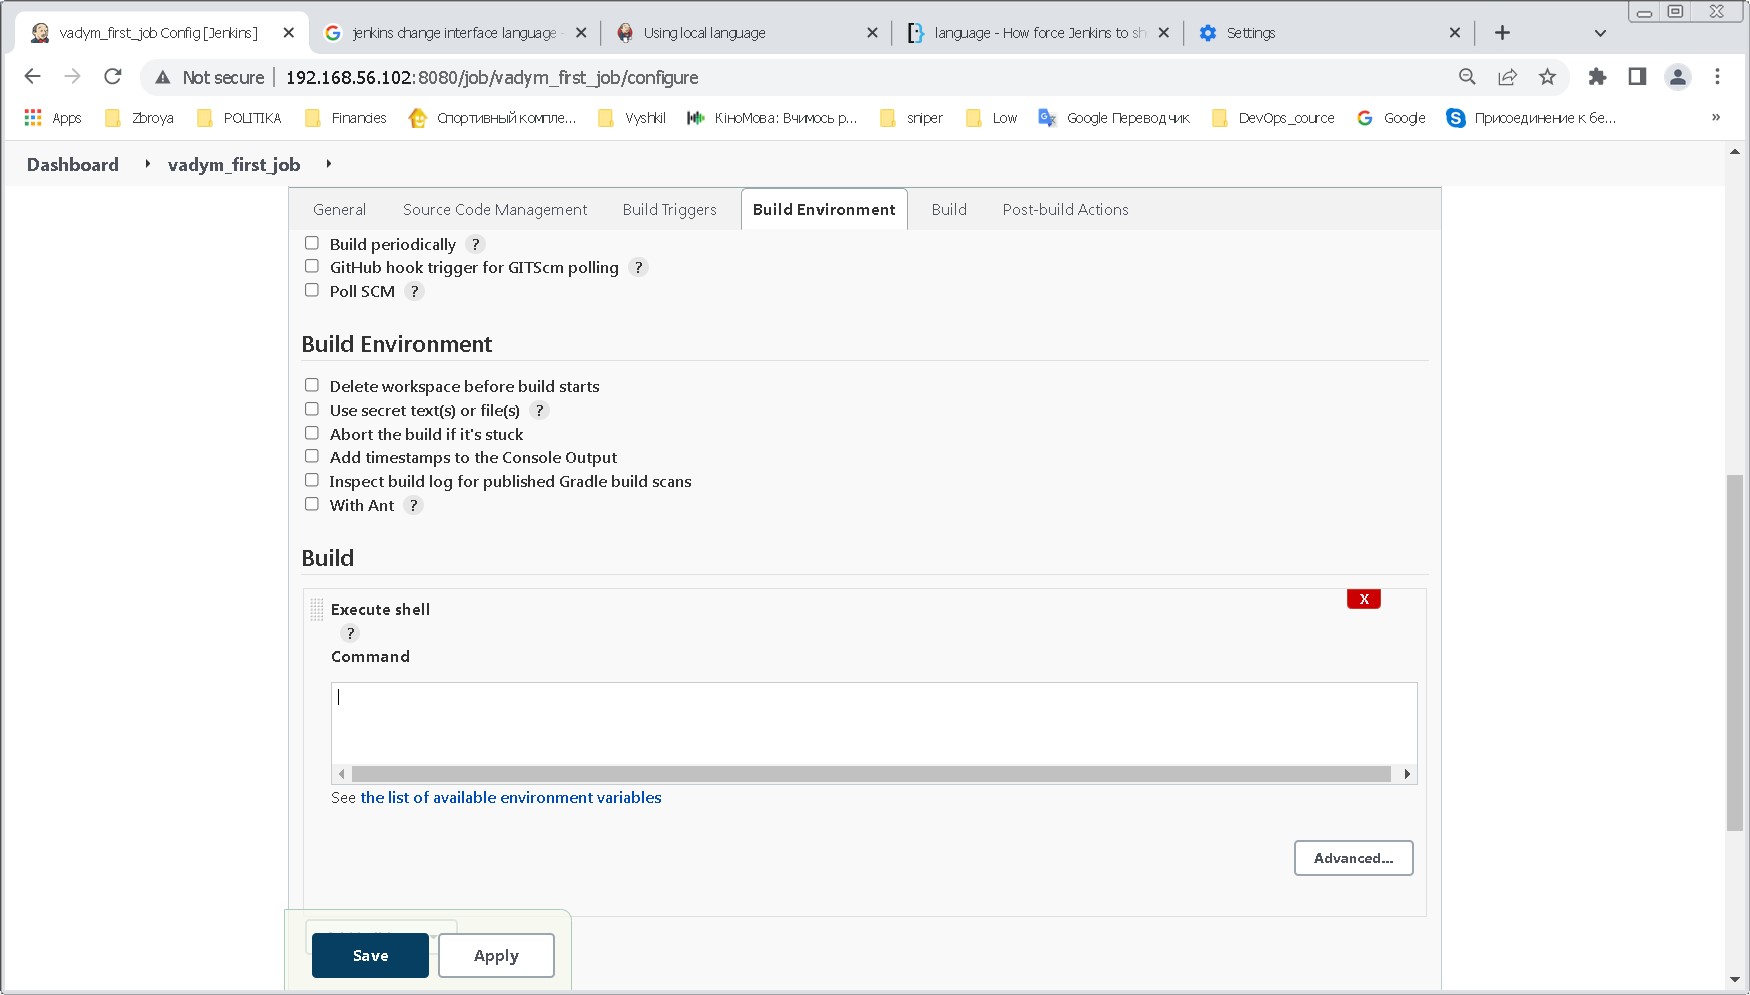 vadym_first_job Config [Jenkins]
jenkins change interface language -
Using local language
language - How force Jenkins to sh
Settings
Not secure
192.168.56.102:8080/job/vadym_first_job/configure
Apps
Zbroya
POLITIKA
Financies
Спортивный компле...
Vyshkil
КіноМова: Вчимось р...
sniper
Low
Google Переводчик
DevOps_cource
Google
Присоединение к бе...
»
Dashboard
vadym_first_job
General
Source Code Management
Build Triggers
Build Environment
Build
Post-build Actions
Build periodically ?
GitHub hook trigger for GITScm polling ?
Poll SCM ?
Build Environment
Delete workspace before build starts
Use secret text(s) or file(s) ?
Abort the build if it's stuck
Add timestamps to the Console Output
Inspect build log for published Gradle build scans
With Ant ?
Build
X
Execute shell
?
Command
See the list of available environment variables
Advanced...
Save
Apply